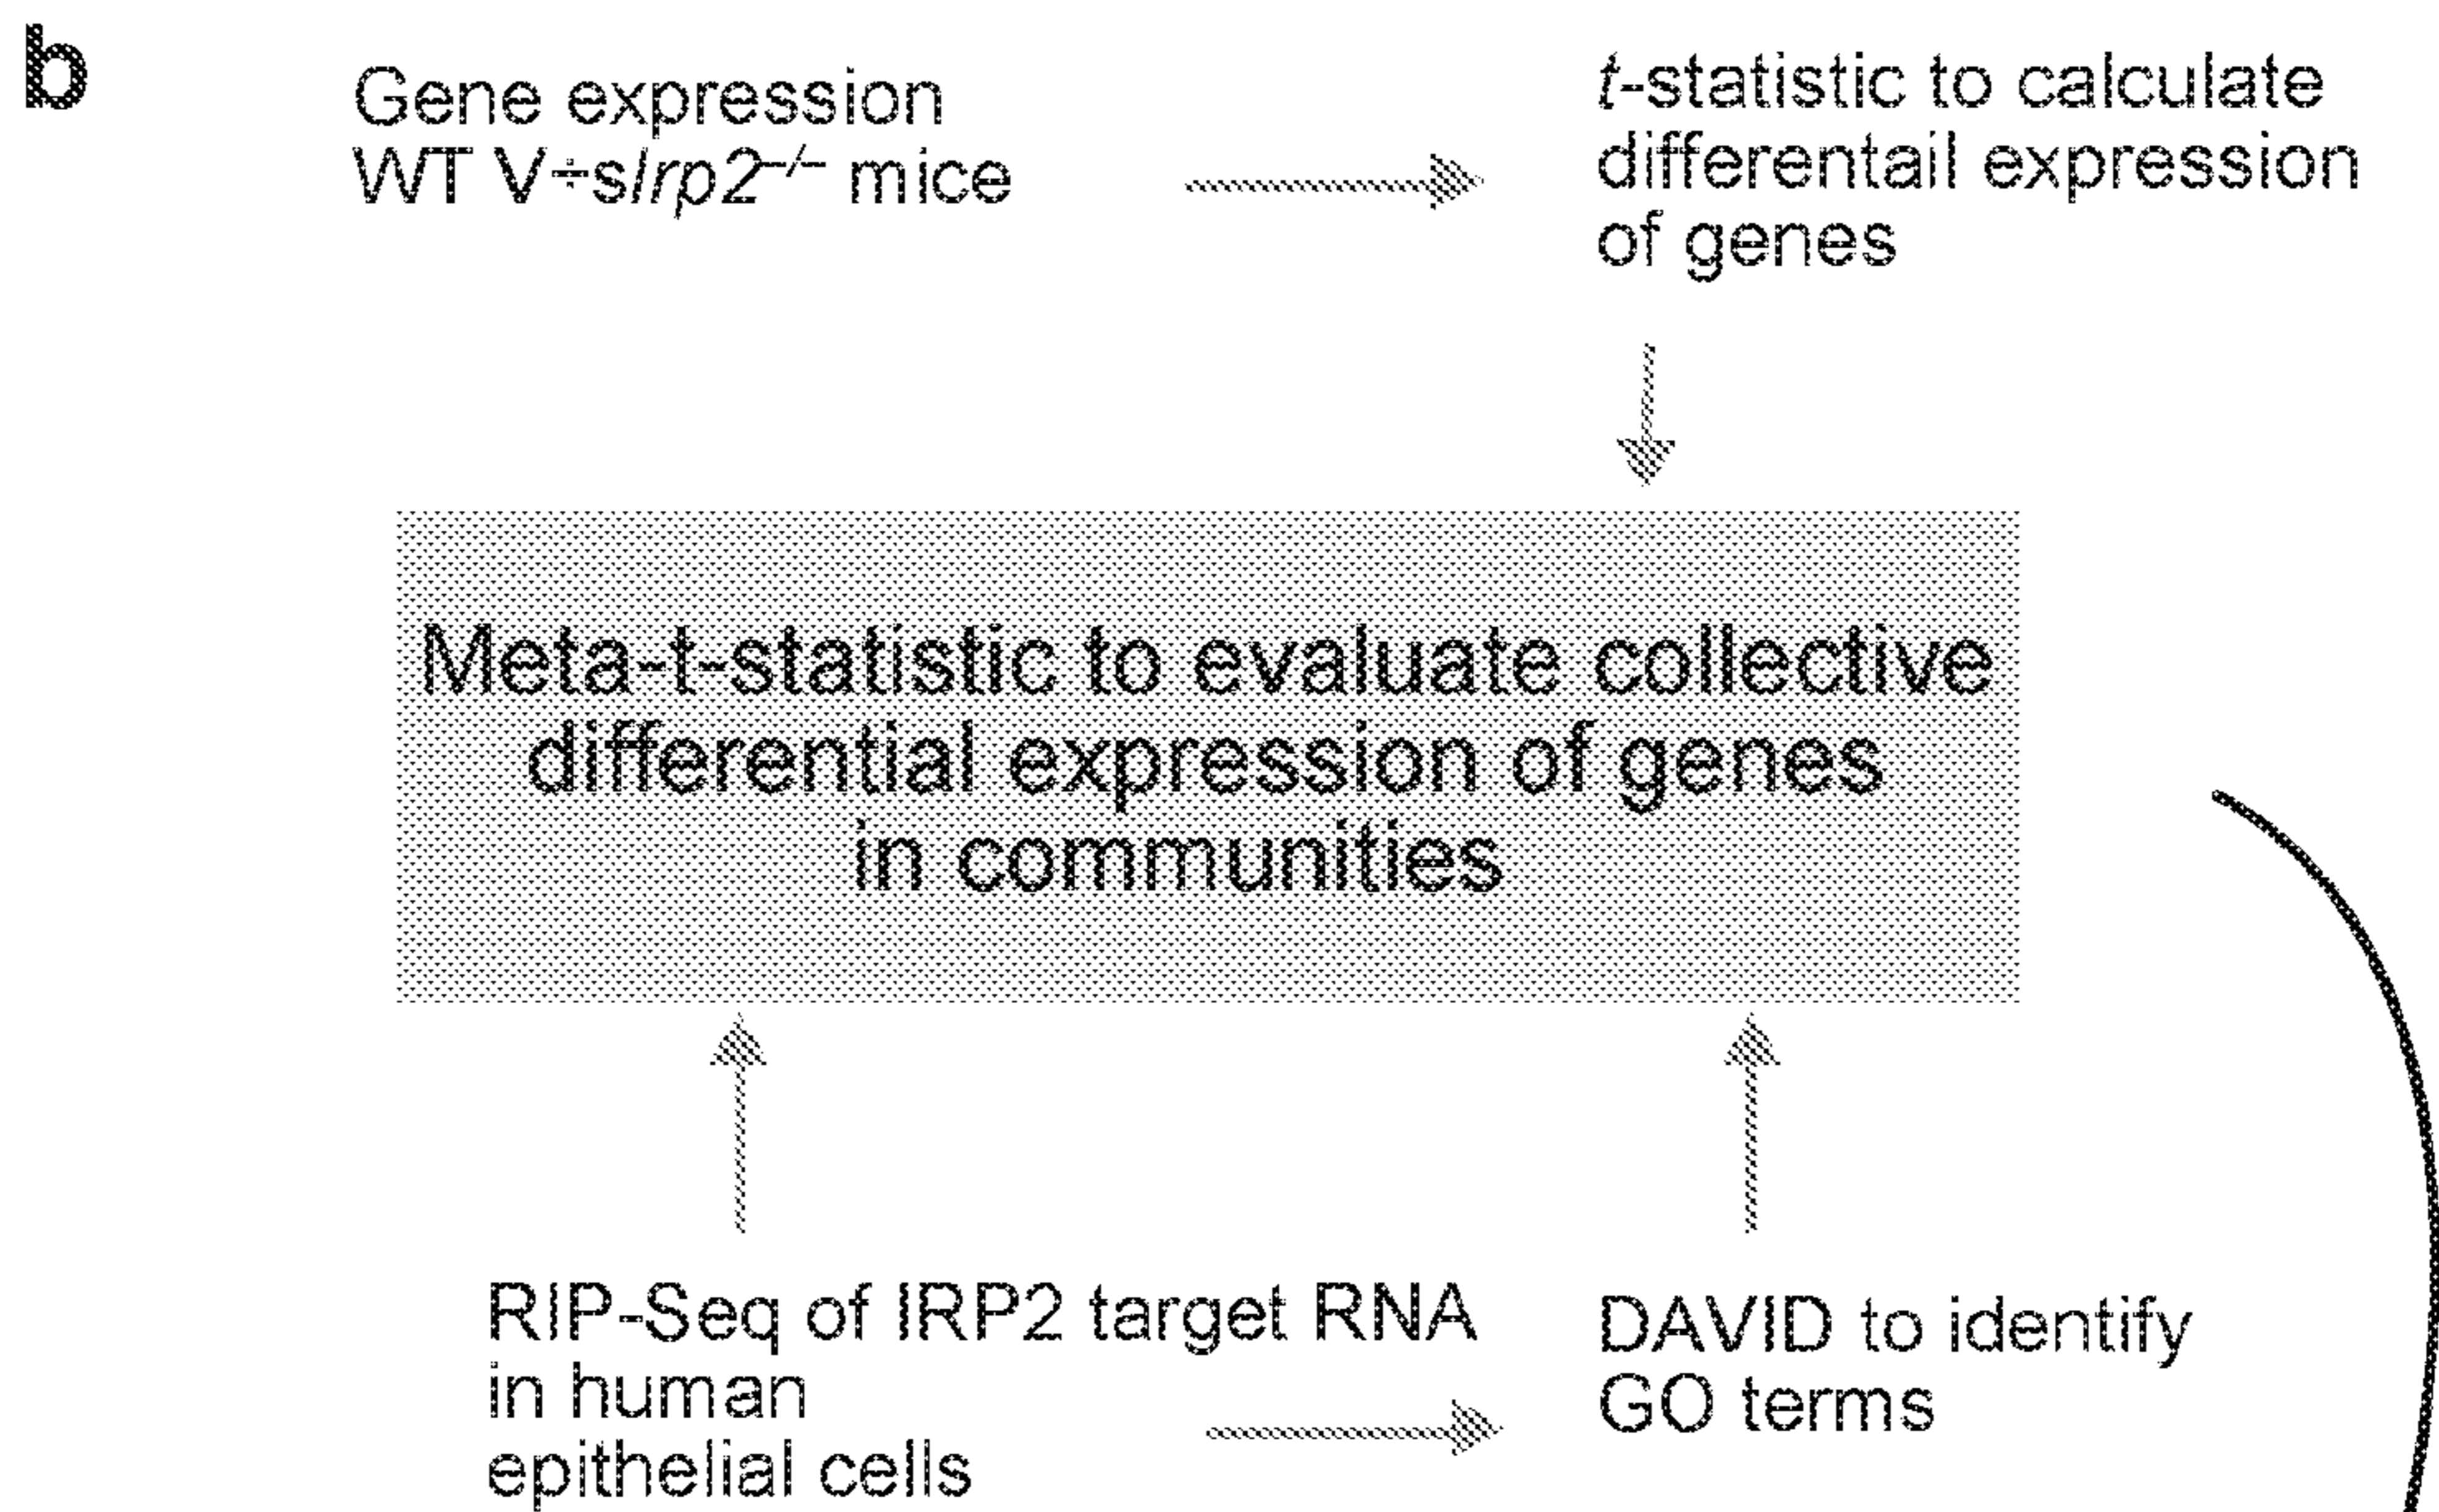 b
Gene expression
WT V÷slrp2⁻/⁻ mice
t-statistic to calculate
differentail expression
of genes
Meta-t-statistic to evaluate collective
differential expression of genes
in communities
RIP-Seq of IRP2 target RNA
in human
epithelial cells
DAVID to identify
GO terms